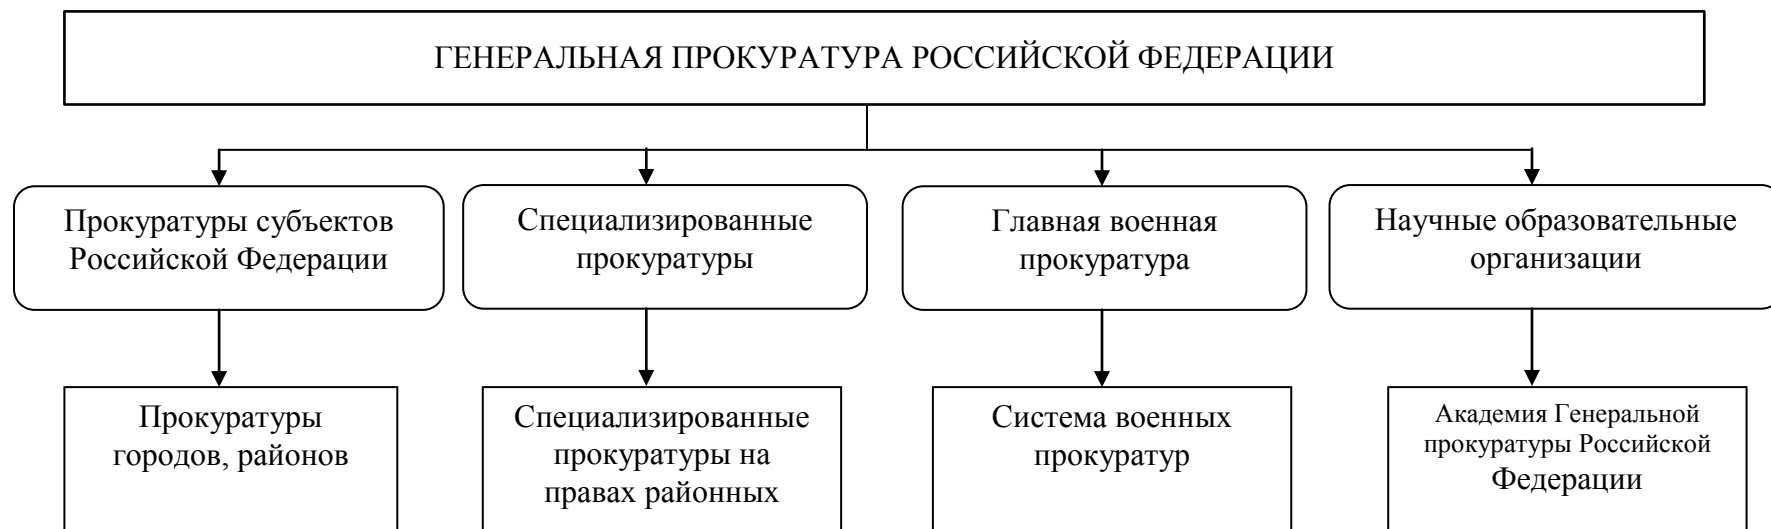 ГЕНЕРАЛЬНАЯ ПРОКУРАТУРА РОССИЙСКОЙ ФЕДЕРАЦИИ
Прокуратуры субъектов
Российской Федерации
Специализированные
прокуратуры
Главная военная
прокуратура
Научные образовательные
организации
Прокуратуры
городов, районов
Специализированные
прокуратуры на
правах районных
Система военных
прокуратур
Академия Генеральной
прокуратуры Российской
Федерации